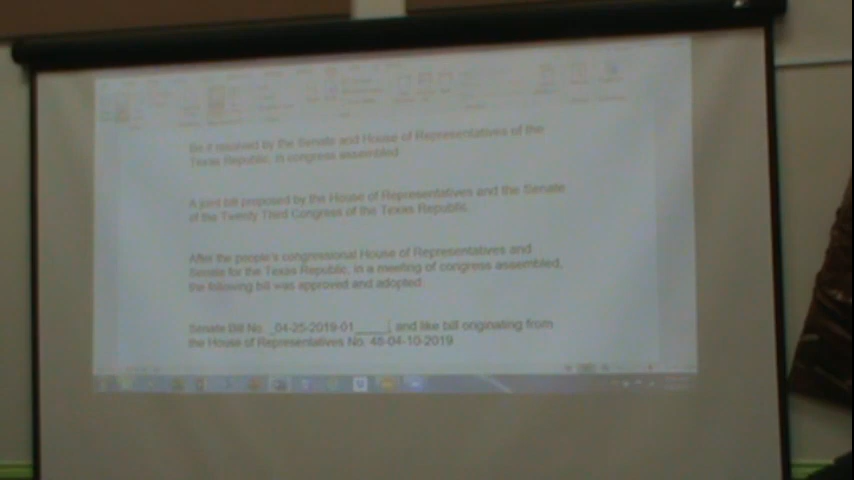 Be it resolved by the Senate and House of Representatives of the
Texas Republic, in congress assembled
A joint bill proposed by the House of Representatives and the Senate
of the Twenty Third Congress of the Texas Republic.
After the people's congressional House of Representatives and
Senate for the Texas Republic, in a meeting of congress assembled,
the following bill was approved and adopted
Senate Bill No. _04-25-2019-01_____, and like bill originating from
the House of Representatives No. 48-04-10-2019